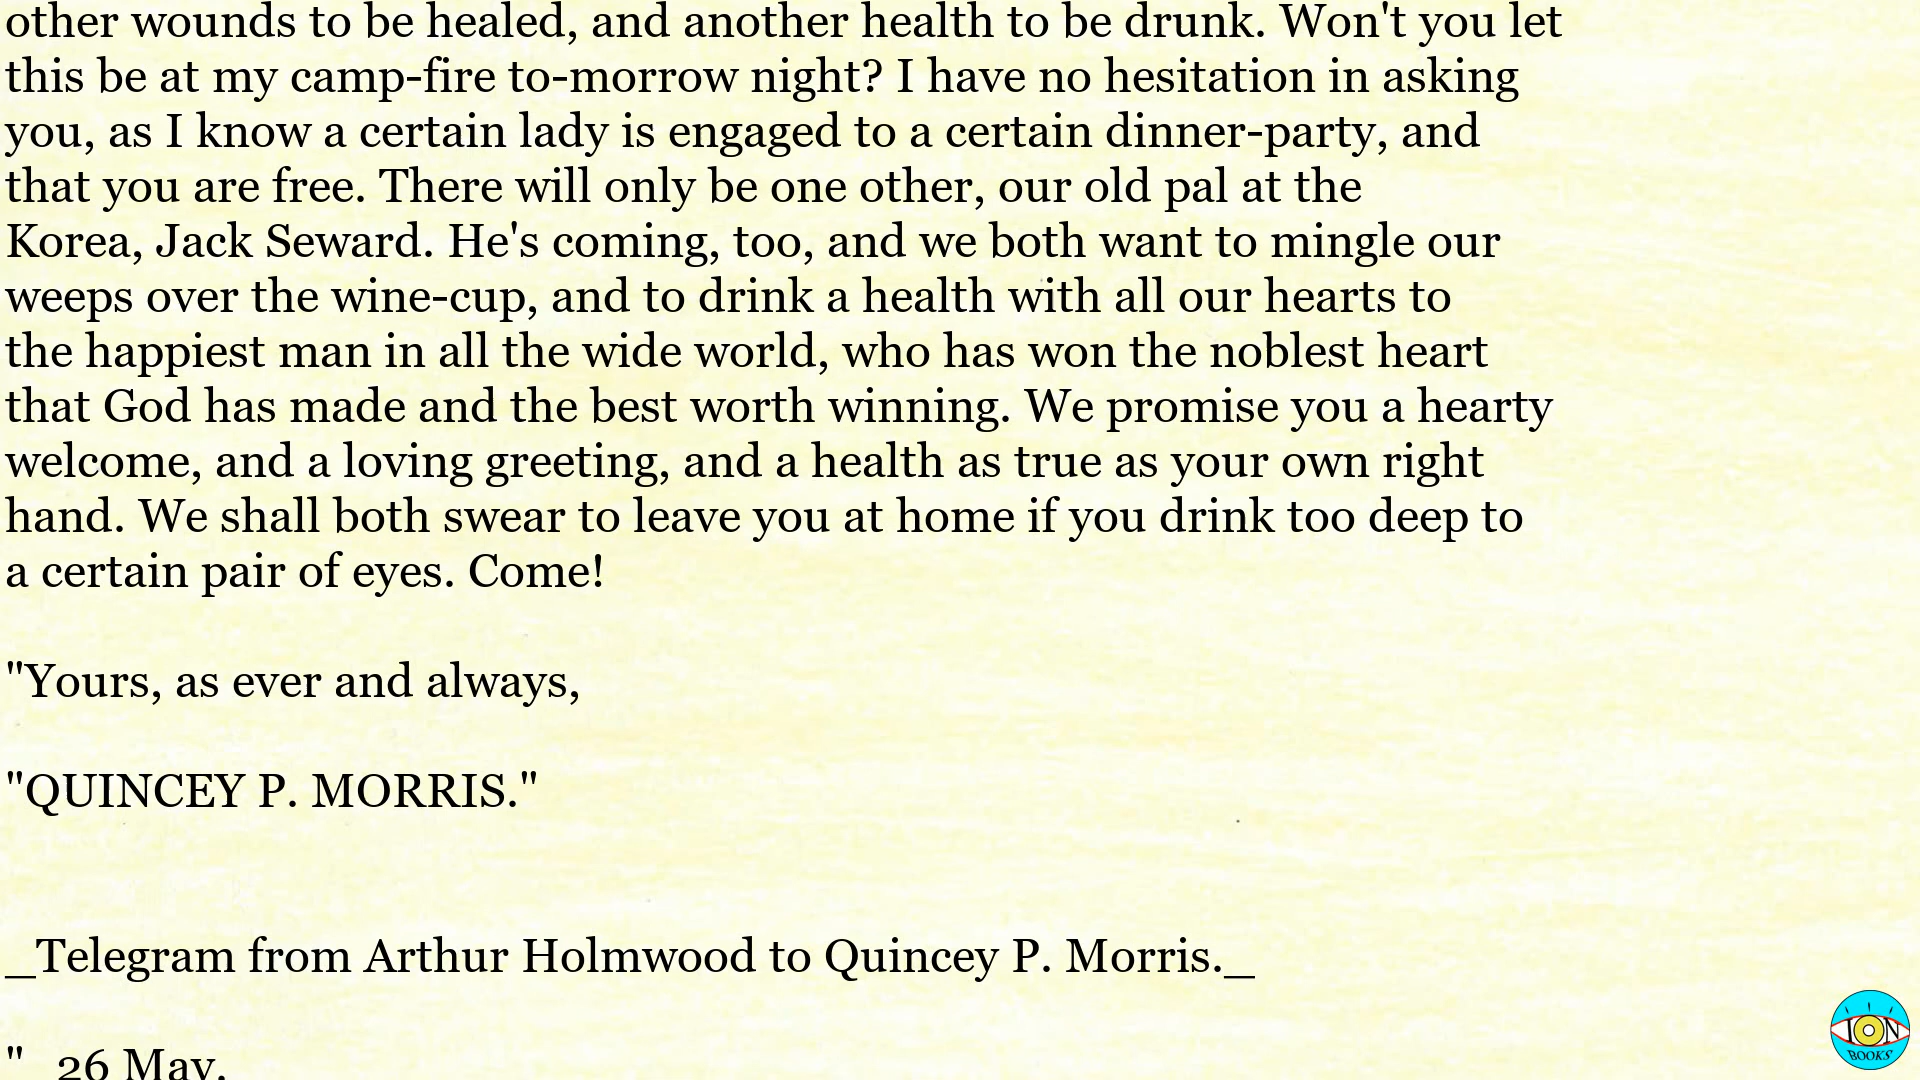 other wounds to be healed, and another health to be drunk. Won't you let
this be at my camp-fire to-morrow night? I have no hesitation in asking
you, as I know a certain lady is engaged to a certain dinner-party, and
that you are free. There will only be one other, our old pal at the
Korea, Jack Seward. He's coming, too, and we both want to mingle our
weeps over the wine-cup, and to drink a health with all our hearts to
the happiest man in all the wide world, who has won the noblest heart
that God has made and the best worth winning. We promise you a hearty
welcome, and a loving greeting, and a health as true as your own right
hand. We shall both swear to leave you at home if you drink too deep to
a certain pair of eyes. Come!
"Yours, as ever and always,
"QUINCEY P. MORRIS."
_Telegram from Arthur Holmwood to Quincey P. Morris._
"_26 May.
ION
BOOKS